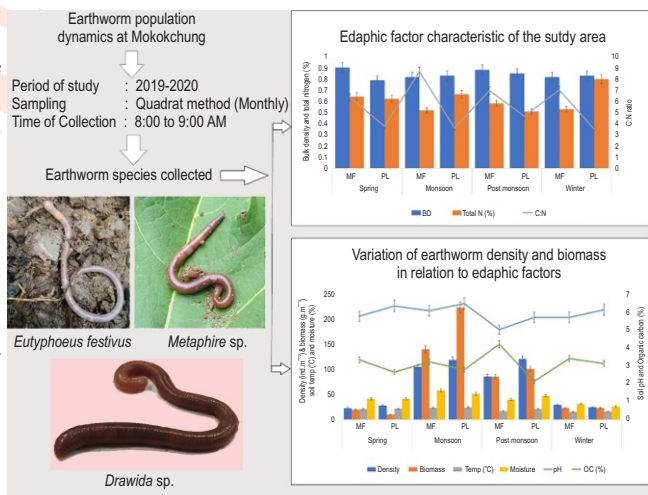 Earthworm population
dynamics at Mokokchung
Period of study : 2019-2020
Sampling : Quadrat method (Monthly)
Time of Collection : 8:00 to 9:00 AM
Earthworm species collected
Eutyphoeus festivus
Metaphire sp.
Drawida sp.
Edaphic factor characteristic of the sutdy area
Bulk density and total nitrogen (%)
1
0.9
0.8
0.7
0.6
0.5
0.4
0.3
0.2
0.1
0
10
9
8
7
6
5
4
3
2
1
0
C:N ratio
MF PL MF PL MF PL MF PL
Spring Monsoon Post monsoon Winter
BD Total N (%) C:N
Variation of earthworm density and biomass
in relation to edaphic factors
Density (ind.m⁻) & biomass (g.m⁻)
soil temp (°C) and moisture (%)
250
200
150
100
50
0
7
6
5
4
3
2
1
0
Soil pH and Organic carbon (%)
MF PL MF PL MF PL MF PL
Spring Monsoon Post monsoon Winter
Density Biomass Temp (°C) Moisture pH OC (%)